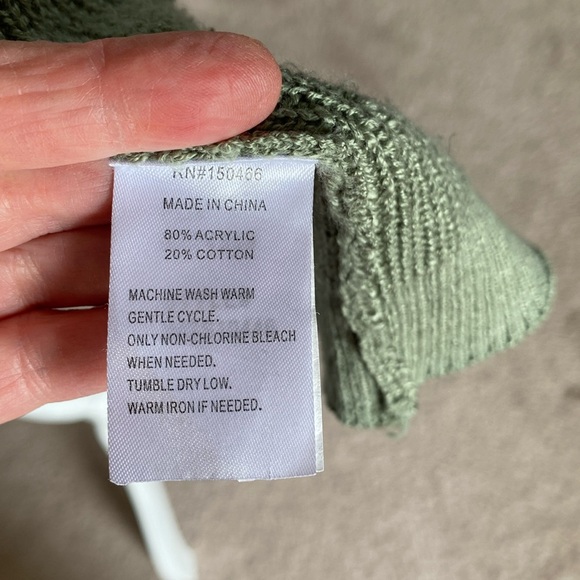 RN#150466
MADE IN CHINA
80% ACRYLIC
20% COTTON
MACHINE WASH WARM
GENTLE CYCLE.
ONLY NON-CHLORINE BLEACH
WHEN NEEDED.
TUMBLE DRY LOW.
WARM IRON IF NEEDED.